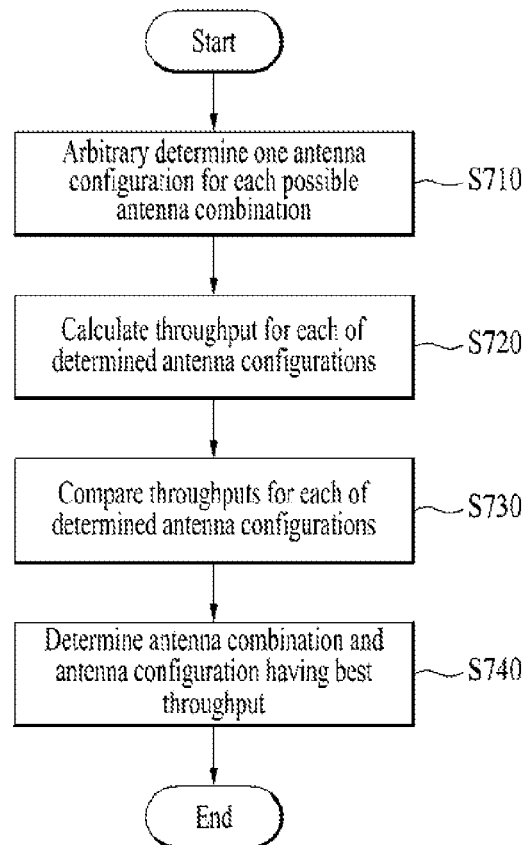 Start
Arbitrary determine one antenna
configuration for each possible
antenna combination
S710
Calculate throughput for each of
determined antenna configurations
S720
Compare throughputs for each of
determined antenna configurations
S730
Determine antenna combination and
antenna configuration having best
throughput
S740
End